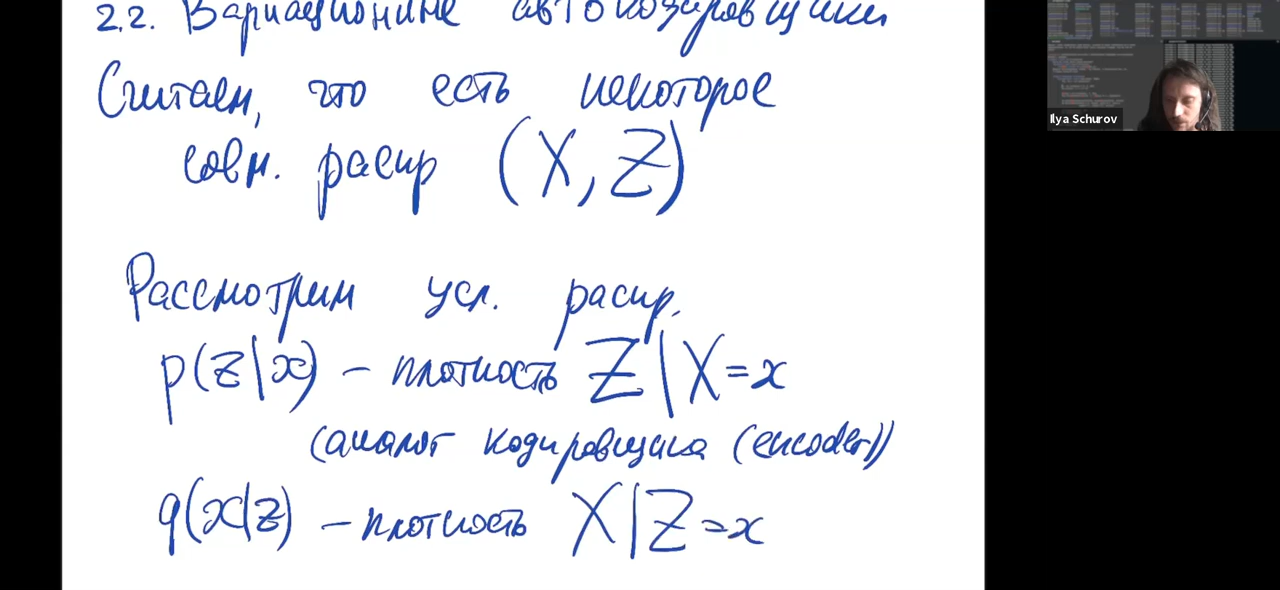 2.2. Вариационные автокодировщики
Считаем, что есть некоторое
совм. распр (X, Z)
Рассмотрим усл. распр.
p(z|x) – плотность Z | X = x
(аналог кодировщика (encoder))
q(x|z) – плотность X | Z = x
Ilya Schurov